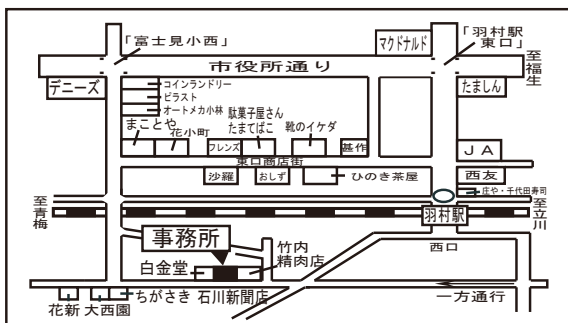 「富士見小西」
マクドナルド
「羽村駅
東口」
至福生
市役所通り
デニーズ
コインランドリー
ピラスト
オートメカ小林
たましん
まことや
花小町
フレンズ
駄菓子屋さん
たまてばこ
靴のイケダ
甚作
JA
東口商店街
沙羅
おしず
ひのき茶屋
西友
庄や・千代田寿司
至青梅
羽村駅
至立川
事務所
西口
竹内
精肉店
白金堂
花新
大西園
ちがさき
石川新聞店
一方通行